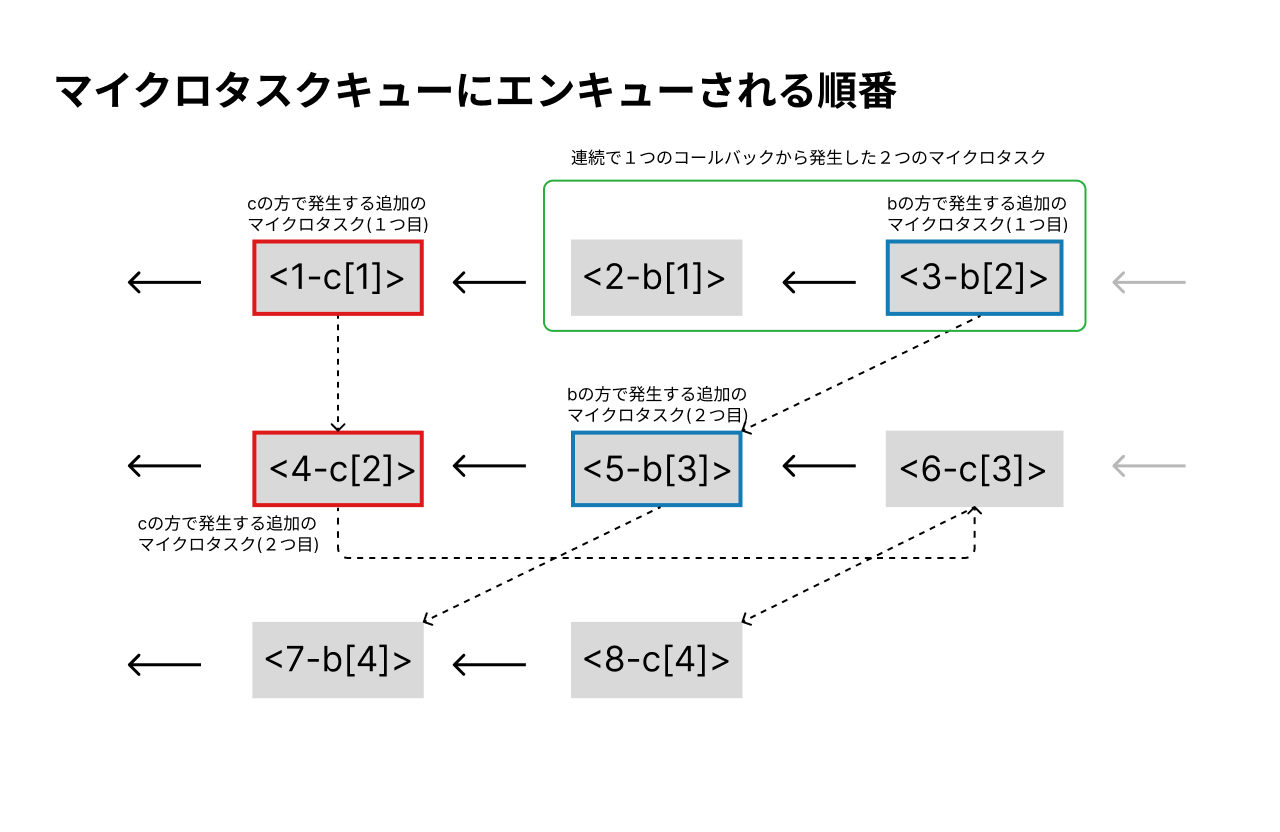 マイクロタスクキューにエンキューされる順番
連続で１つのコールバックから発生した２つのマイクロタスク
cの方で発生する追加の
マイクロタスク(１つ目)
bの方で発生する追加の
マイクロタスク(１つ目)
<1-c[1]>
<2-b[1]>
<3-b[2]>
bの方で発生する追加の
マイクロタスク(２つ目)
<4-c[2]>
<5-b[3]>
<6-c[3]>
cの方で発生する追加の
マイクロタスク(２つ目)
<7-b[4]>
<8-c[4]>